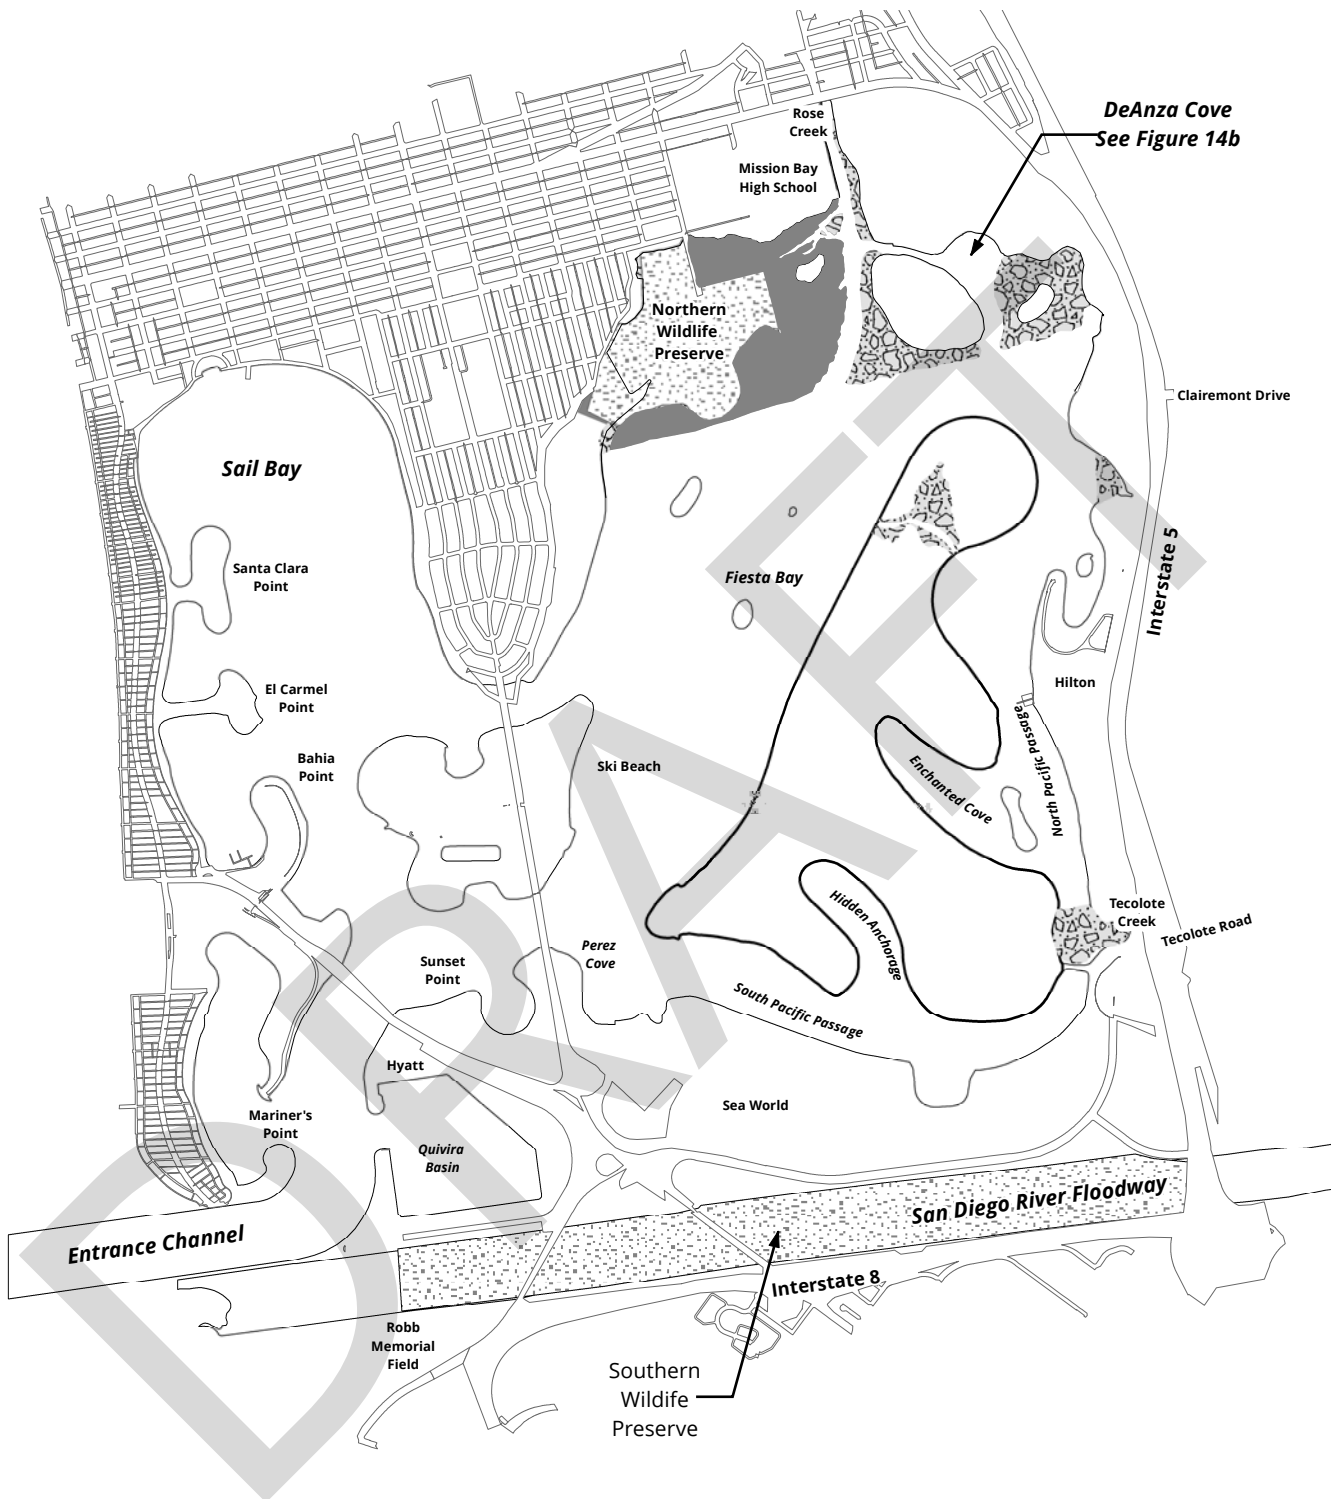 DeAnza Cove
See Figure 14b
Rose
Creek
Mission Bay
High School
Northern
Wildlife
Preserve
Clairemont Drive
Sail Bay
Santa Clara
Point
Fiesta Bay
Interstate 5
El Carmel
Point
Hilton
Bahia
Point
Ski Beach
North Pacific Passage
Enchanted Cove
Hidden Anchorage
Tecolote
Creek
Tecolote Road
Perez
Cove
Sunset
Point
South Pacific Passage
Hyatt
Sea World
Mariner's
Point
Quivira
Basin
San Diego River Floodway
Entrance Channel
Interstate 8
Robb
Memorial
Field
Southern
Wildife
Preserve
DRAFT